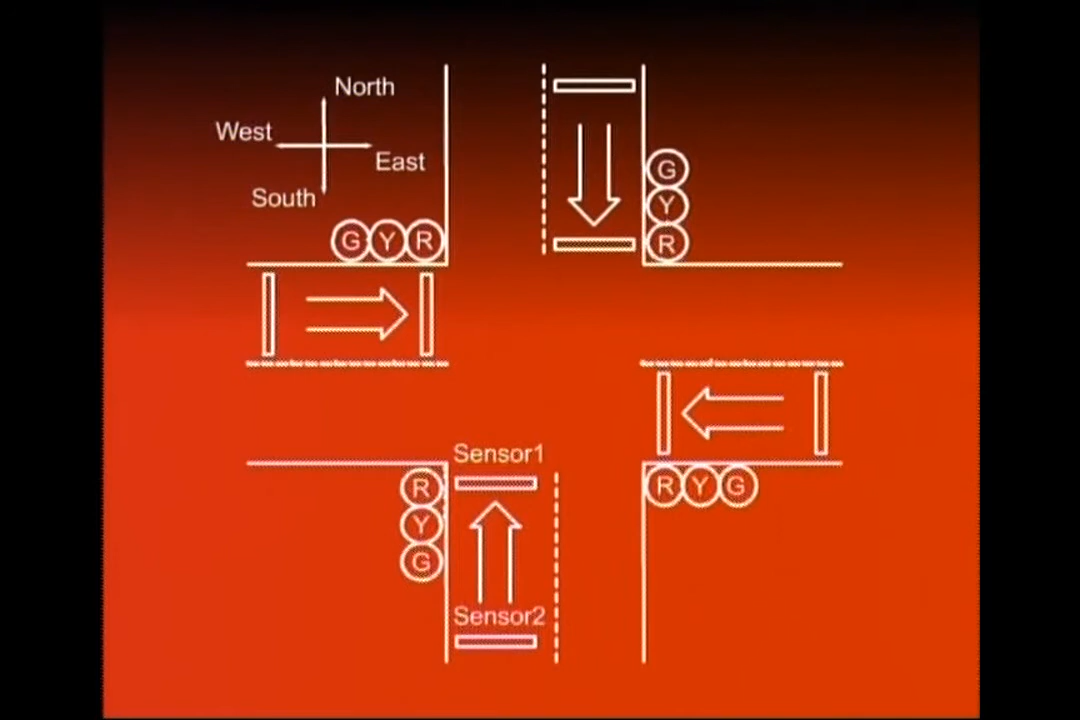 North
West
East
South
G Y R
G
Y
R
Sensor1
R
Y
G
R Y G
Sensor2